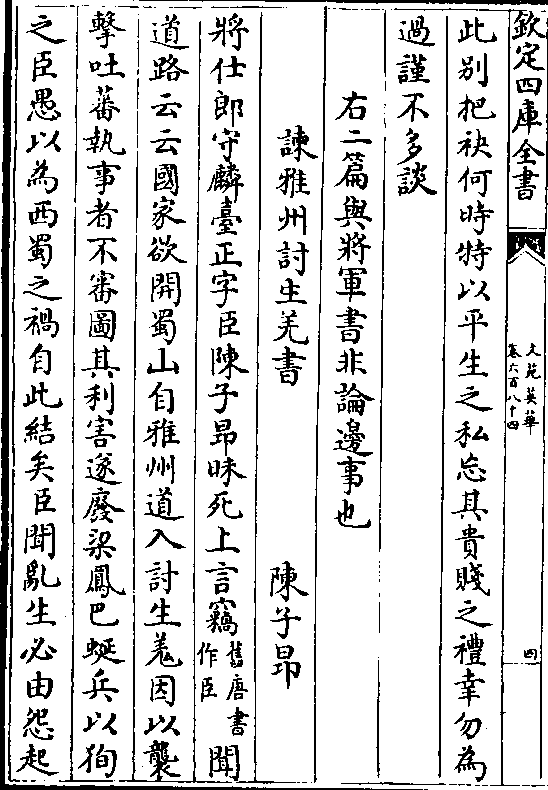 欽定四庫全書
文苑英華
卷六百八十四
四
此别把袂何時特以平生之私忘其貴賤之禮幸勿為
過謹不多談
右二篇與將軍書非論邊事也
諫雅州討生羌書 陳子昂
將仕郎守麟臺正字臣陳子昂昧死上言竊舊唐書作臣聞
道路云云國家欲開蜀山自雅州道入討生羌因以襲
擊吐蕃執事者不審圖其利害遂廢梁鳳巴蜒兵以狥
之臣愚以為西蜀之禍自此結矣臣聞亂生必由怨起